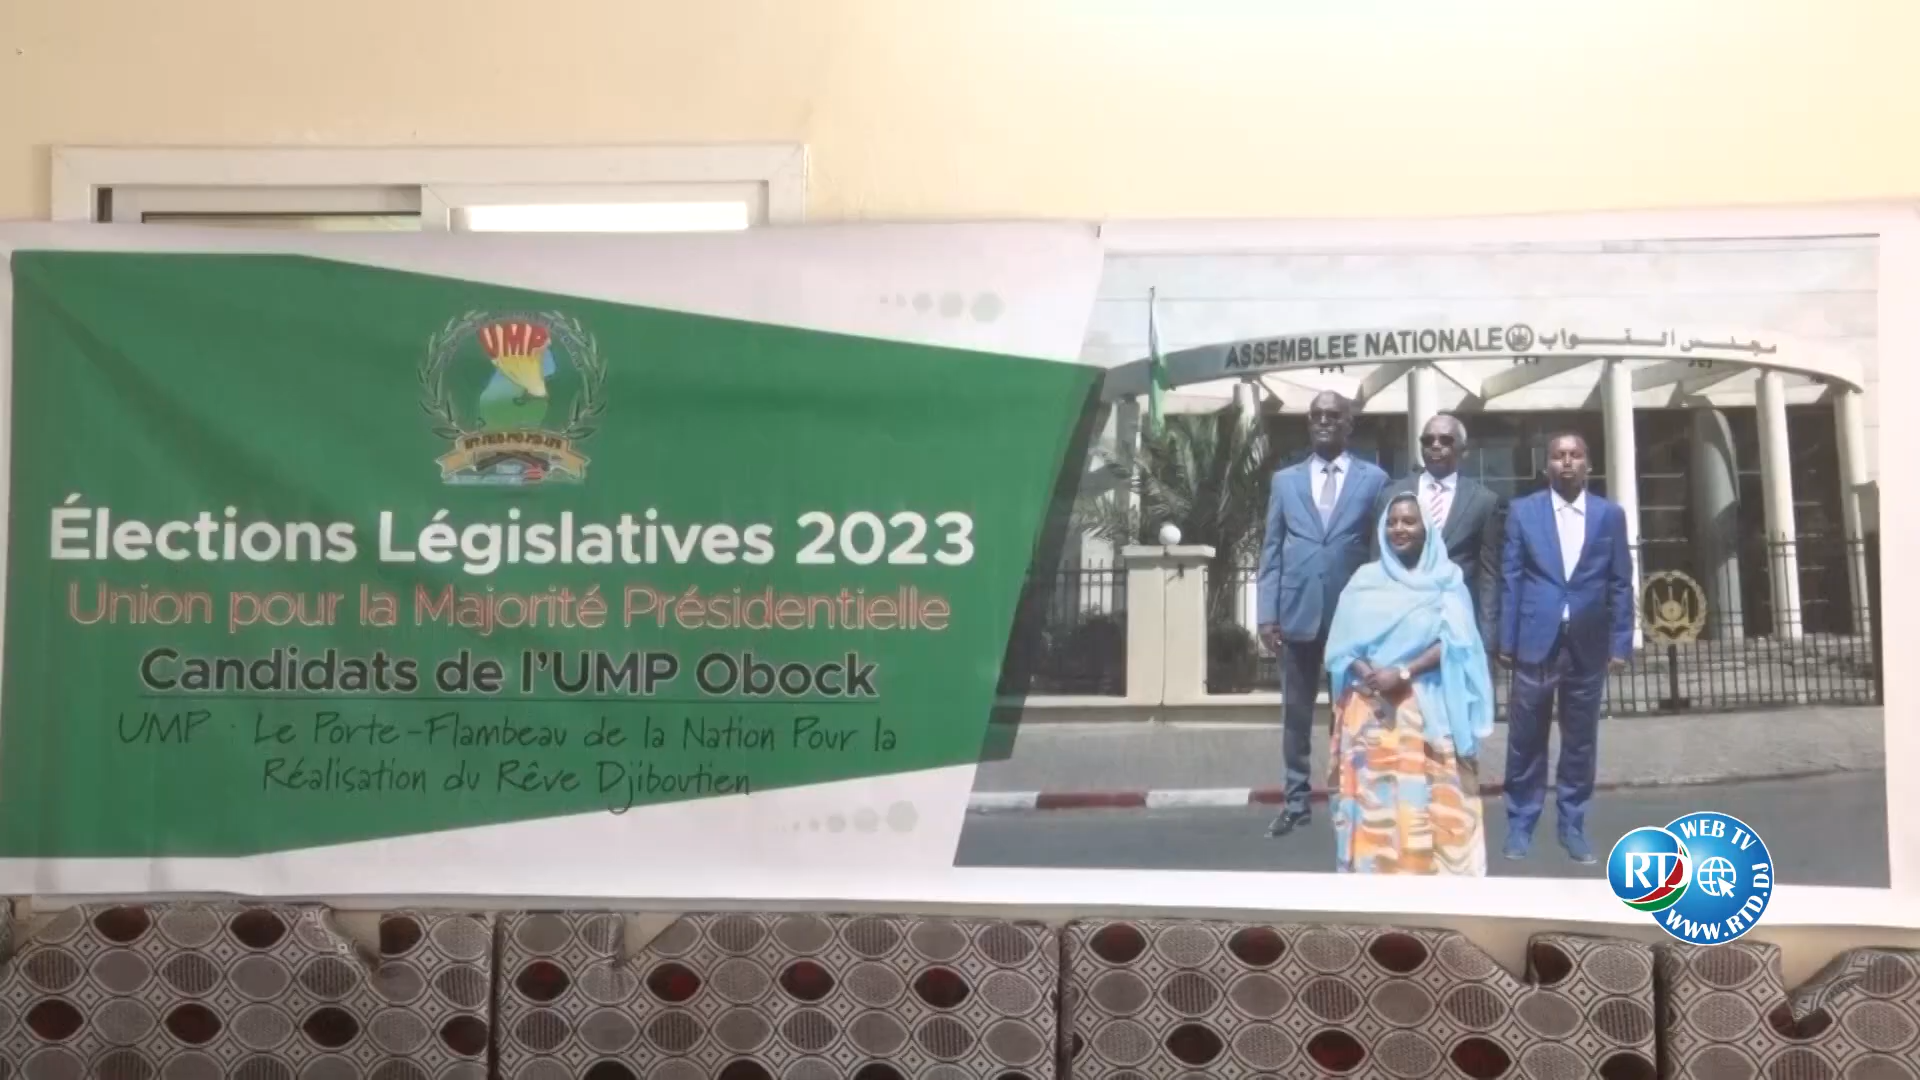 UMP
Élections Législatives 2023
Union pour la Majorité Présidentielle
Candidats de l'UMP Obock
UMP : Le Porte-Flambeau de la Nation Pour la
Réalisation du Rêve Djiboutien
ASSEMBLEE NATIONALE مجلس النواب
WEB TV
RTD
WWW.RTD.DJ